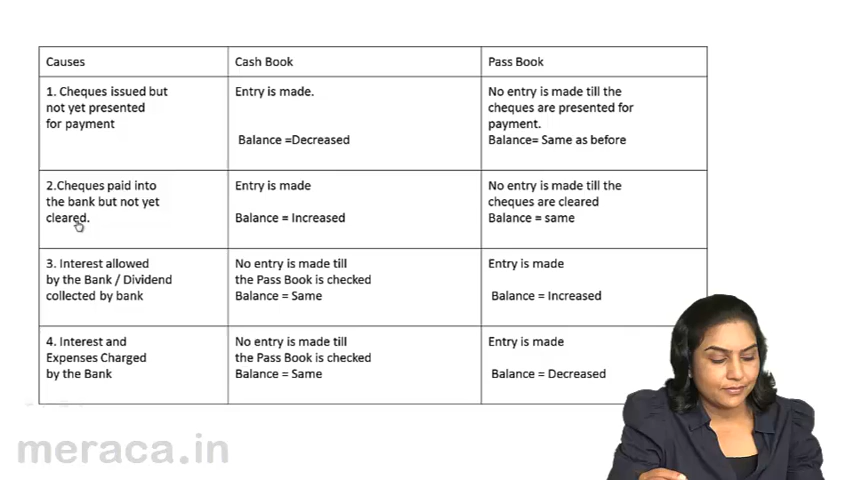 Causes
Cash Book
Pass Book
1. Cheques issued but
not yet presented
for payment
Entry is made.
Balance =Decreased
No entry is made till the
cheques are presented for
payment.
Balance= Same as before
2.Cheques paid into
the bank but not yet
cleared.
Entry is made
Balance = Increased
No entry is made till the
cheques are cleared
Balance = same
3. Interest allowed
by the Bank / Dividend
collected by bank
No entry is made till
the Pass Book is checked
Balance = Same
Entry is made
Balance = Increased
4. Interest and
Expenses Charged
by the Bank
No entry is made till
the Pass Book is checked
Balance = Same
Entry is made
Balance = Decreased
meraca.in